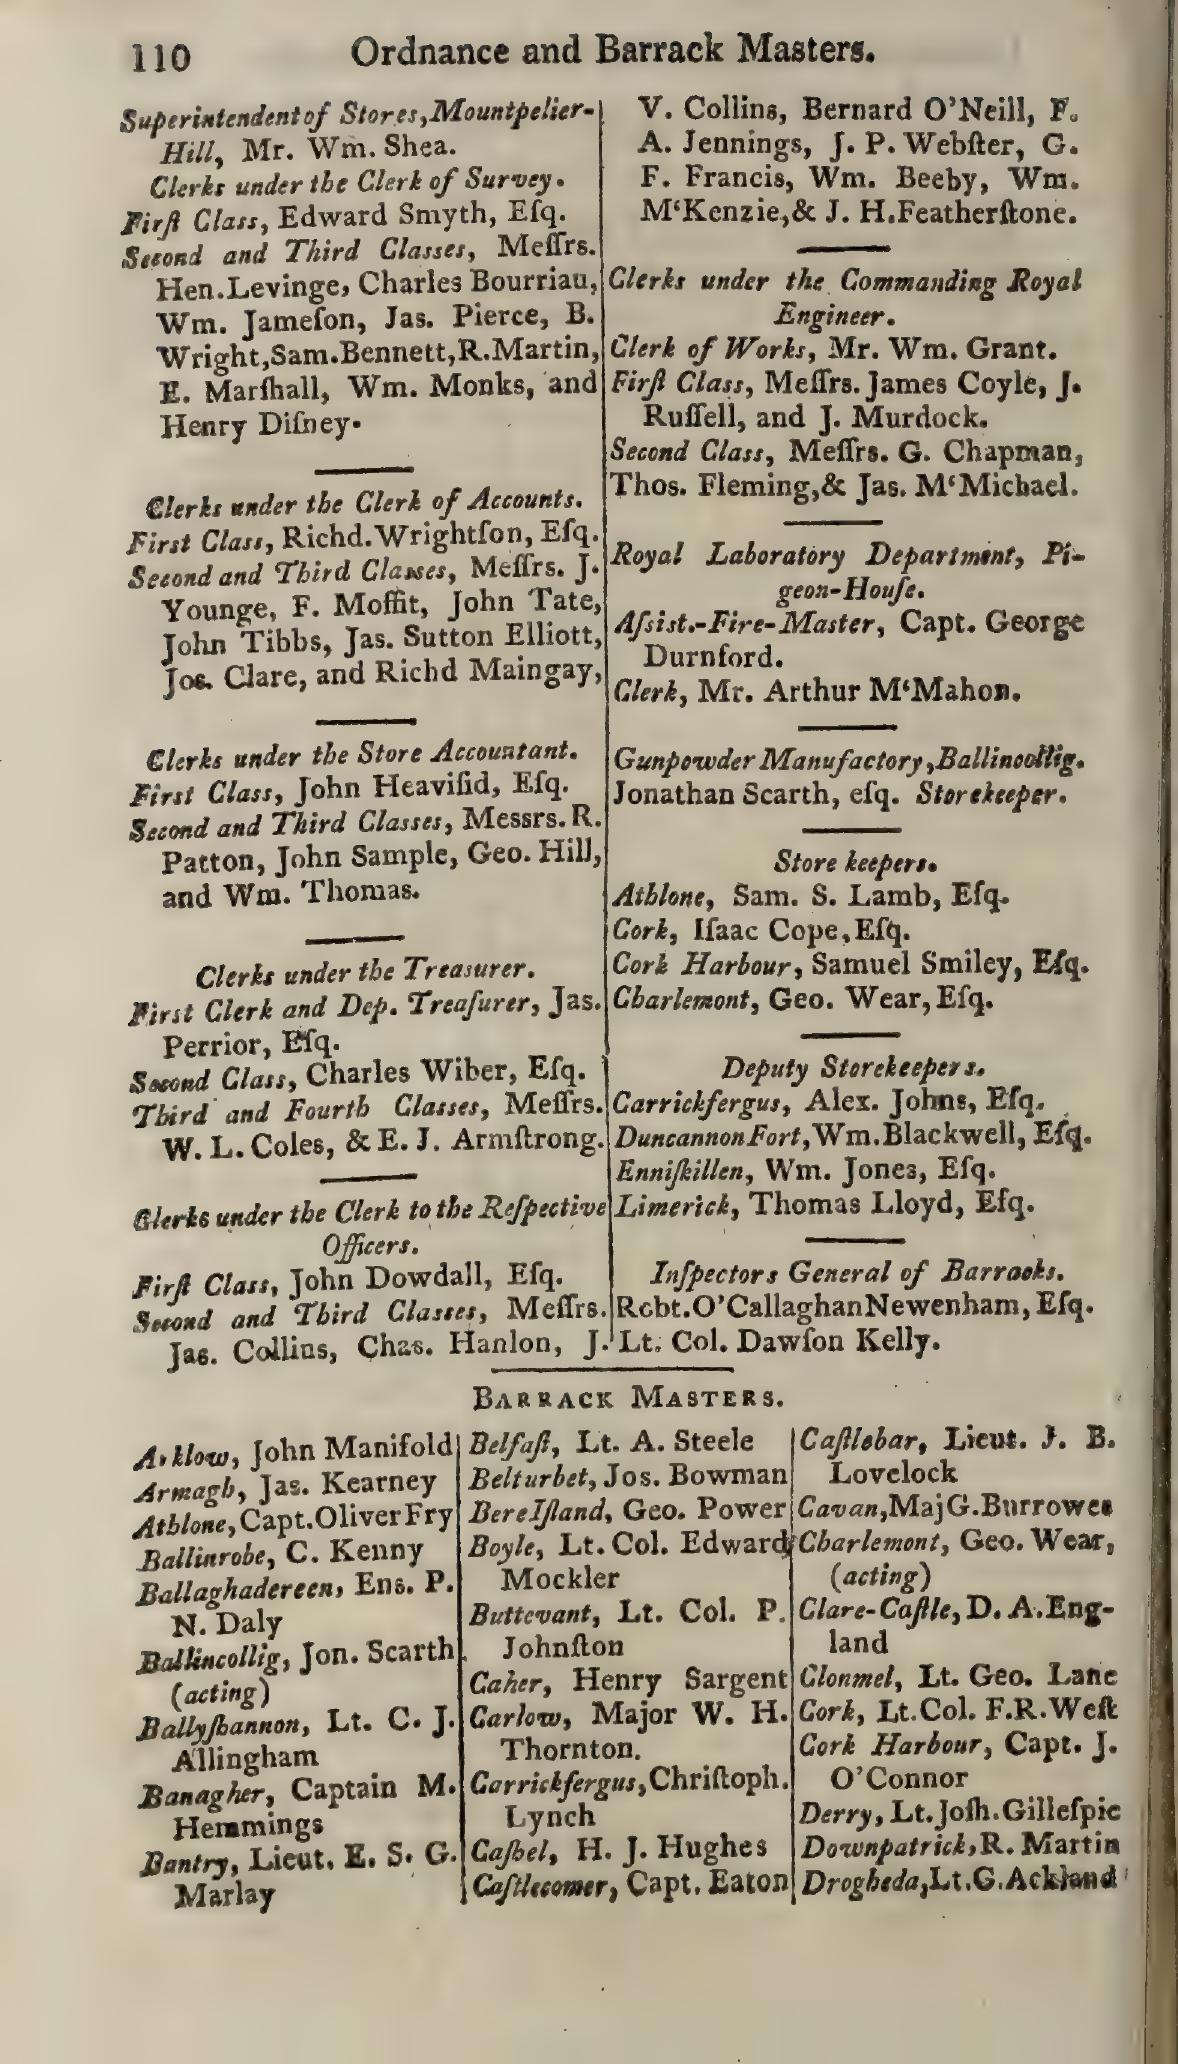 110 Ordnance and Barrack Masters.
Superintendent of Stores, Mountpelier-
Hill, Mr. Wm. Shea.
Clerks under the Clerk of Survey.
Firſt Class, Edward Smyth, Eſq.
Second and Third Classes, Meſſrs.
Hen. Levinge, Charles Bourriau,
Wm. Jameſon, Jas. Pierce, B.
Wright, Sam. Bennett, R. Martin,
E. Marſhall, Wm. Monks, and
Henry Diſney.
Clerks under the Clerk of Accounts.
First Class, Richd. Wrightſon, Eſq.
Second and Third Classes, Meſſrs. J.
Younge, F. Moffit, John Tate,
John Tibbs, Jas. Sutton Elliott,
Jos. Clare, and Richd Maingay,
Clerks under the Store Accountant.
First Class, John Heaviſid, Eſq.
Second and Third Classes, Messrs. R.
Patton, John Sample, Geo. Hill,
and Wm. Thomas.
Clerks under the Treasurer.
First Clerk and Dep. Treaſurer, Jas.
Perrior, Eſq.
Second Class, Charles Wiber, Eſq.
Third and Fourth Classes, Meſſrs.
W. L. Coles, & E. J. Armſtrong.
Clerks under the Clerk to the Reſpective
Officers.
Firſt Class, John Dowdall, Eſq.
Second and Third Classes, Meſſrs.
Jas. Collins, Chas. Hanlon, J.
V. Collins, Bernard O'Neill, F.
A. Jennings, J. P. Webſter, G.
F. Francis, Wm. Beeby, Wm.
M‘Kenzie, & J. H. Featherſtone.
Clerks under the Commanding Royal
Engineer.
Clerk of Works, Mr. Wm. Grant.
Firſt Class, Meſſrs. James Coyle, J.
Ruſſell, and J. Murdock.
Second Class, Meſſrs. G. Chapman,
Thos. Fleming, & Jas. M‘Michael.
Royal Laboratory Department, Pi-
geon-Houſe.
Aſsist.-Fire-Master, Capt. George
Durnford.
Clerk, Mr. Arthur M‘Mahon.
Gunpowder Manufactory, Ballincollig.
Jonathan Scarth, eſq. Storekeeper.
Store keepers.
Athlone, Sam. S. Lamb, Eſq.
Cork, Iſaac Cope, Eſq.
Cork Harbour, Samuel Smiley, Eſq.
Charlemont, Geo. Wear, Eſq.
Deputy Storekeepers.
Carrickfergus, Alex. Johns, Eſq.
Duncannon Fort, Wm. Blackwell, Eſq.
Enniſkillen, Wm. Jones, Eſq.
Limerick, Thomas Lloyd, Eſq.
Inſpectors General of Barracks.
Robt. O'Callaghan Newenham, Eſq.
Lt. Col. Dawſon Kelly.
BARRACK MASTERS.
Arklow, John Manifold
Armagh, Jas. Kearney
Athlone, Capt. Oliver Fry
Ballinrobe, C. Kenny
Ballaghadereen, Ens. P.
N. Daly
Ballincollig, Jon. Scarth
(acting)
Ballyſhannon, Lt. C. J.
Allingham
Banagher, Captain M.
Hemmings
Bantry, Lieut. E. S. G.
Marlay
Belfaſt, Lt. A. Steele
Belturbet, Jos. Bowman
Bere Iſland, Geo. Power
Boyle, Lt. Col. Edward
Mockler
Buttevant, Lt. Col. P.
Johnſton
Caher, Henry Sargent
Carlow, Major W. H.
Thornton.
Carrickfergus, Chriſtoph.
Lynch
Caſhel, H. J. Hughes
Caſtlecomer, Capt. Eaton
Caſtlebar, Lieut. J. B.
Lovelock
Cavan, Maj G. Burrowes
Charlemont, Geo. Wear,
(acting)
Clare-Caſtle, D. A. Eng-
land
Clonmel, Lt. Geo. Lane
Cork, Lt. Col. F. R. Weſt
Cork Harbour, Capt. J.
O'Connor
Derry, Lt. Joſh. Gilleſpie
Downpatrick, R. Martin
Drogheda, Lt. G. Ackland